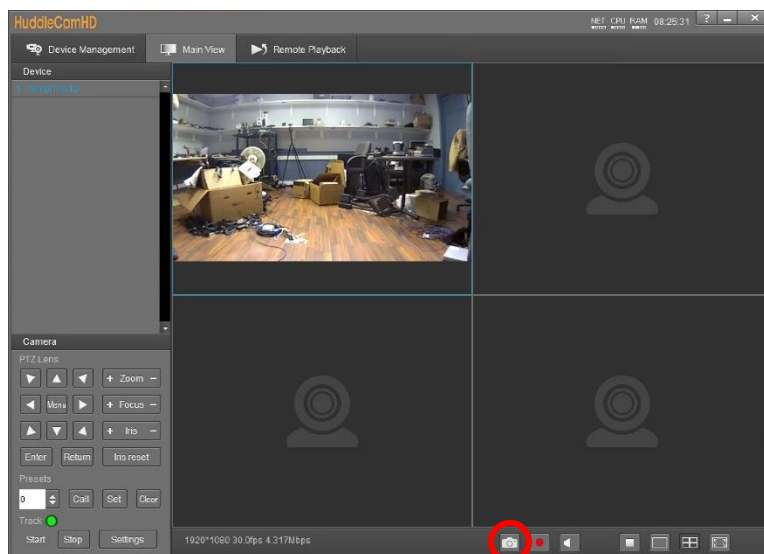 HuddleCamHD
NET CPU RAM 08:25:31 ?
Device Management Main View Remote Playback
Device
Camera
PTZ Lens
+ Zoom -
Menu + Focus -
+ Iris -
Enter Return Iris reset
Presets
0 Call Set Clear
Track
Start Stop Settings
1920*1080 30.0fps 4.317Mbps